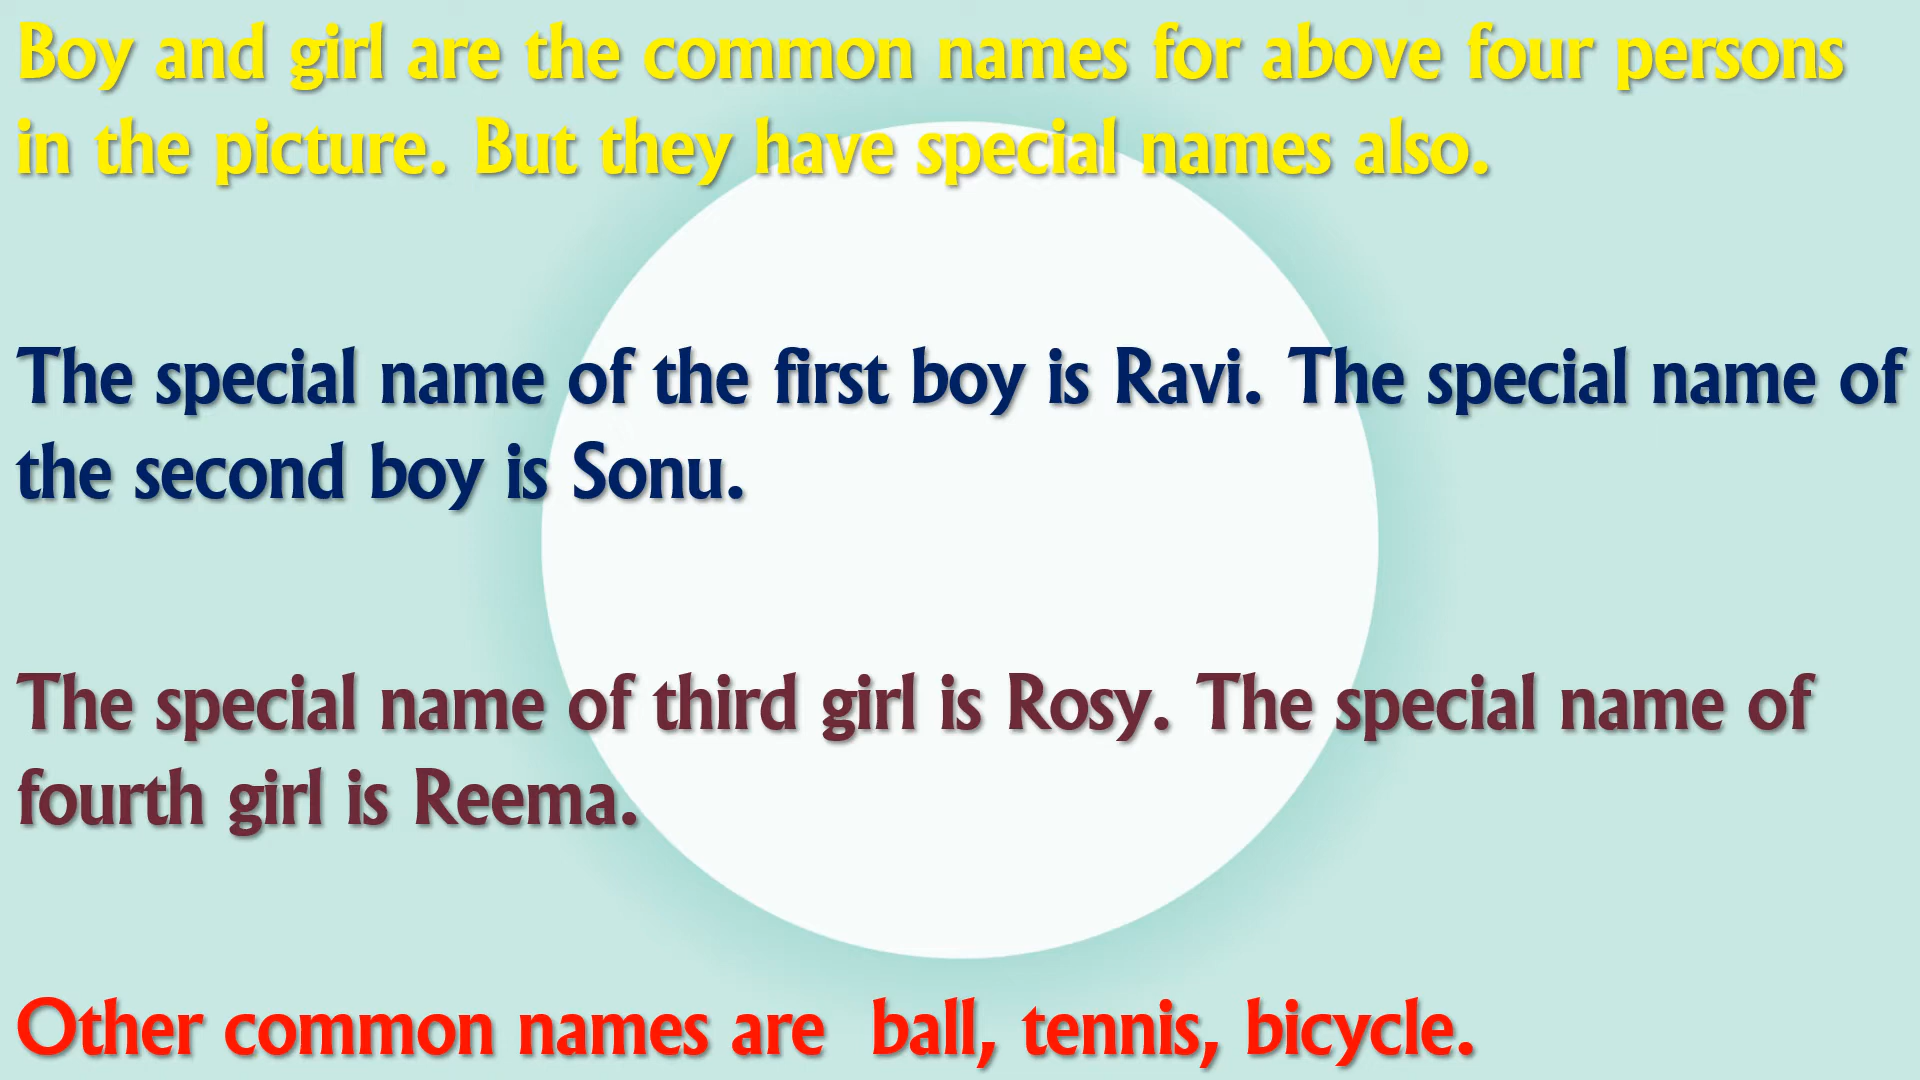 Boy and girl are the common names for above four persons
in the picture. But they have special names also.
The special name of the first boy is Ravi. The special name of
the second boy is Sonu.
The special name of third girl is Rosy. The special name of
fourth girl is Reema.
Other common names are  ball, tennis, bicycle.